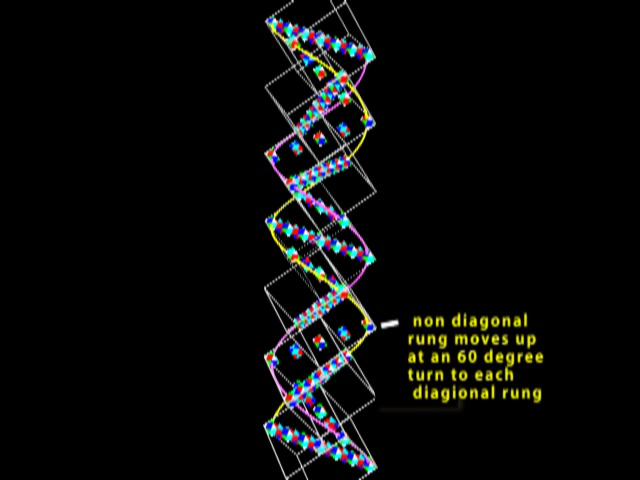 non diagonal
rung moves up
at an 60 degree
turn to each
diagional rung